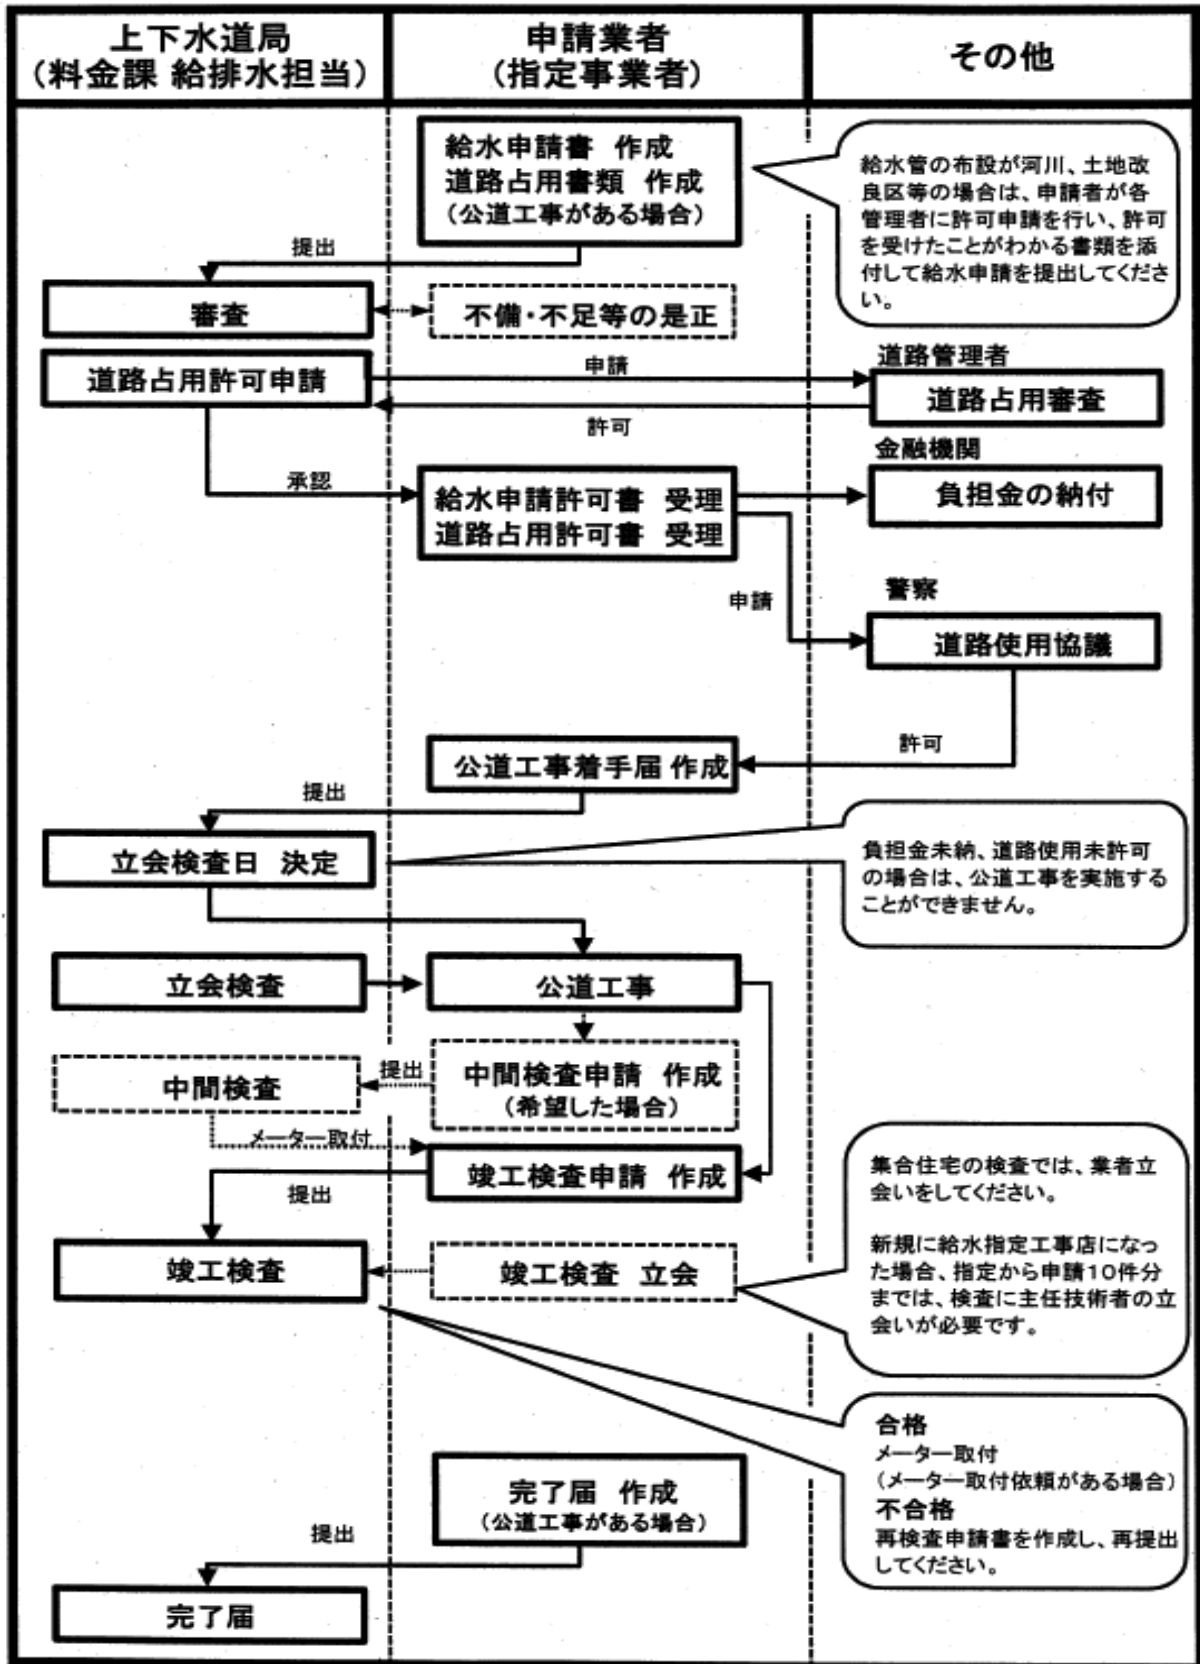 上下水道局
(料金課 給排水担当)
申請業者
(指定事業者)
その他
給水申請書 作成
道路占用書類 作成
(公道工事がある場合)
給水管の布設が河川、土地改
良区等の場合は、申請者が各
管理者に許可申請を行い、許可
を受けたことがわかる書類を添
付して給水申請を提出してくださ
い。
提出
審査
不備・不足等の是正
道路占用許可申請
申請
道路管理者
道路占用審査
許可
金融機関
承認
給水申請許可書 受理
道路占用許可書 受理
負担金の納付
申請
警察
道路使用協議
許可
公道工事着手届 作成
提出
立会検査日 決定
負担金未納、道路使用未許可
の場合は、公道工事を実施する
ことができません。
立会検査
公道工事
中間検査
提出
中間検査申請 作成
(希望した場合)
メーター取付
竣工検査申請 作成
提出
集合住宅の検査では、業者立
会いをしてください。
新規に給水指定工事店になっ
た場合、指定から申請10件分
までは、検査に主任技術者の立
会いが必要です。
竣工検査
竣工検査 立会
合格
メーター取付
(メーター取付依頼がある場合)
不合格
再検査申請書を作成し、再提出
してください。
完了届 作成
(公道工事がある場合)
提出
完了届